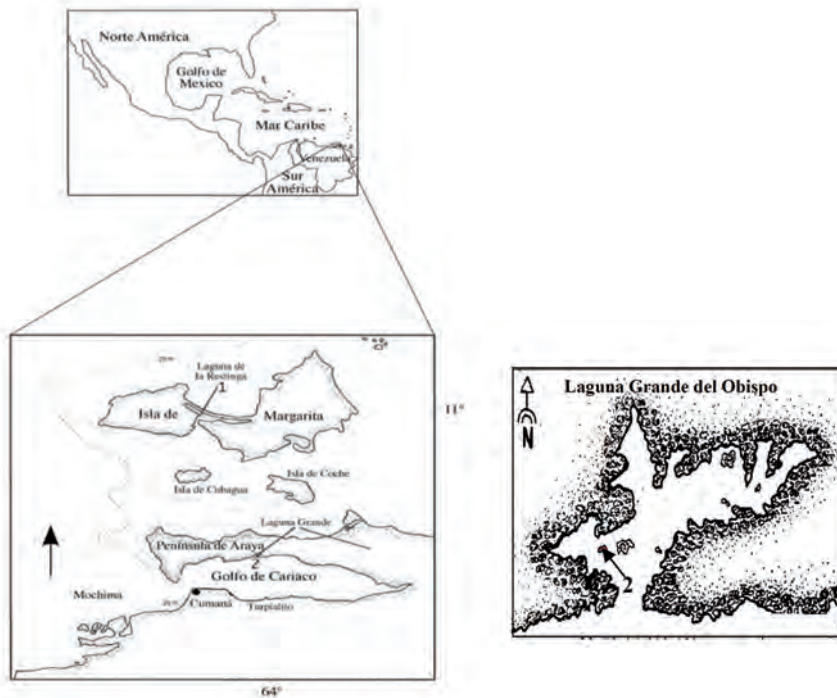 Norte América
Golfo de
Mexico
Mar Caribe
Venezuela
Sur
América
Laguna de
la Restinga
1
Isla de
Margarita
11°
Isla de Coche
Isla de Cubagua
Laguna Grande
Península de Araya
2
Golfo de Cariaco
Mochima
Cumaná
Turpialito
64°
Laguna Grande del Obispo
N
2